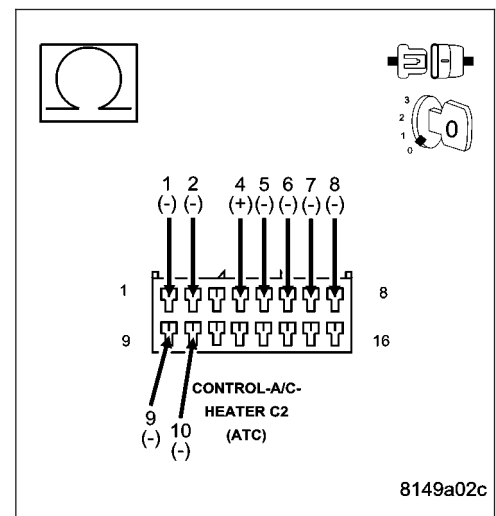 3
2
1
0
0
1 2 4 5 6 7 8
(-) (-) (+) (-) (-) (-) (-)
1 8
9 16
CONTROL-A/C-
HEATER C2
(ATC)
9 10
(-) (-)
8149a02c